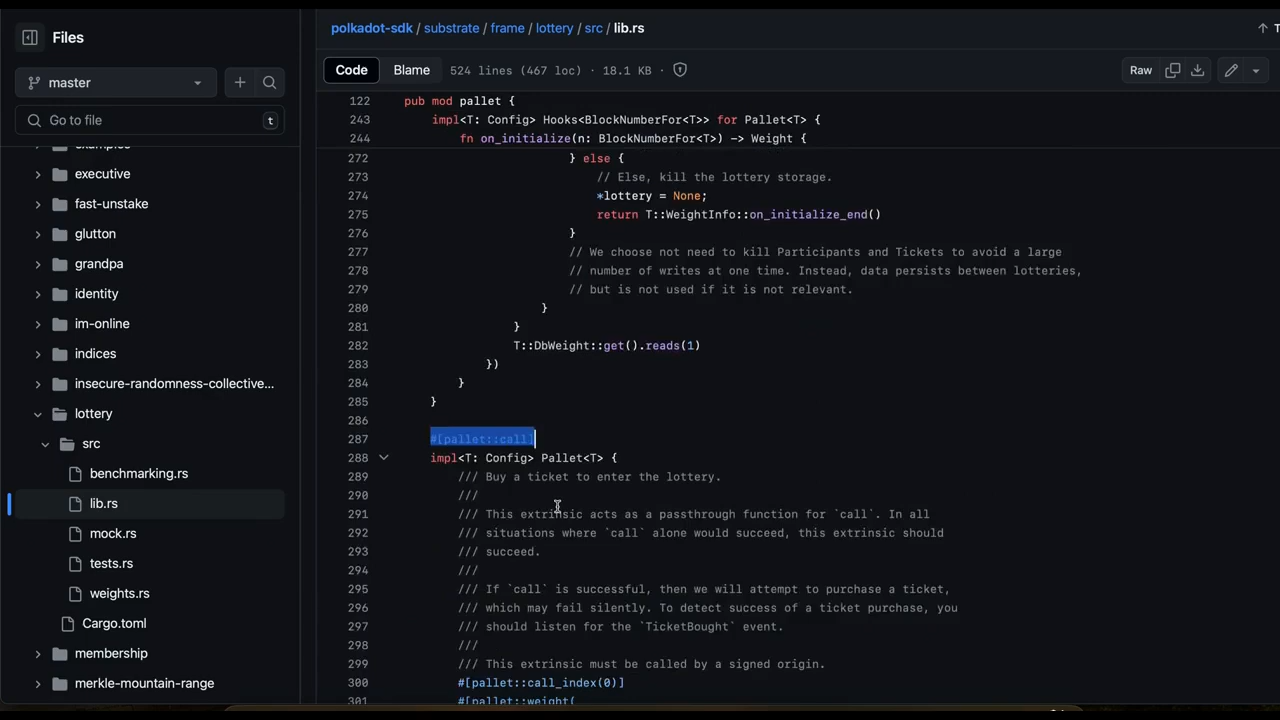 Files
master
Go to file
t
executive
fast-unstake
glutton
grandpa
identity
im-online
indices
insecure-randomness-collective...
lottery
src
benchmarking.rs
lib.rs
mock.rs
tests.rs
weights.rs
Cargo.toml
membership
merkle-mountain-range
polkadot-sdk / substrate / frame / lottery / src / lib.rs
Code Blame 524 lines (467 loc) · 18.1 KB · Raw
122 pub mod pallet {
243 impl<T: Config> Hooks<BlockNumberFor<T>> for Pallet<T> {
244 fn on_initialize(n: BlockNumberFor<T>) -> Weight {
272 } else {
273 // Else, kill the lottery storage.
274 *lottery = None;
275 return T::WeightInfo::on_initialize_end()
276 }
277 // We choose not need to kill Participants and Tickets to avoid a large
278 // number of writes at one time. Instead, data persists between lotteries,
279 // but is not used if it is not relevant.
280 }
281 }
282 T::DbWeight::get().reads(1)
283 })
284 }
285 }
286
287 #[pallet::call]
288 impl<T: Config> Pallet<T> {
289 /// Buy a ticket to enter the lottery.
290 ///
291 /// This extrinsic acts as a passthrough function for `call`. In all
292 /// situations where `call` alone would succeed, this extrinsic should
293 /// succeed.
294 ///
295 /// If `call` is successful, then we will attempt to purchase a ticket,
296 /// which may fail silently. To detect success of a ticket purchase, you
297 /// should listen for the `TicketBought` event.
298 ///
299 /// This extrinsic must be called by a signed origin.
300 #[pallet::call_index(0)]
301 #[pallet::weight(